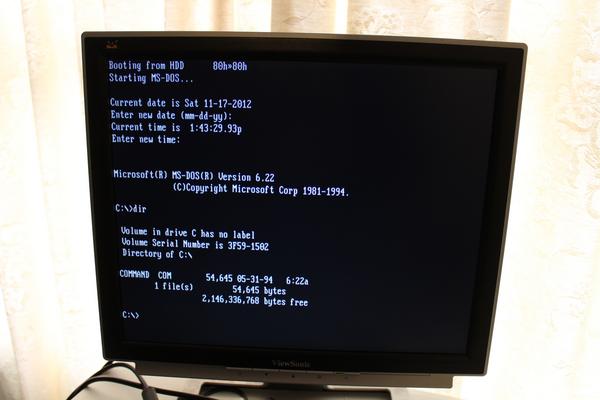 Booting from HDD 80h»80h
Starting MS-DOS...
Current date is Sat 11-17-2012
Enter new date (mm-dd-yy):
Current time is 1:43:29.93p
Enter new time:
Microsoft(R) MS-DOS(R) Version 6.22
(C)Copyright Microsoft Corp 1981-1994.
C:\>dir
Volume in drive C has no label
Volume Serial Number is 3F59-1502
Directory of C:\
COMMAND COM 54,645 05-31-94 6:22a
1 file(s) 54,645 bytes
2,146,336,768 bytes free
C:\>
ViewSonic